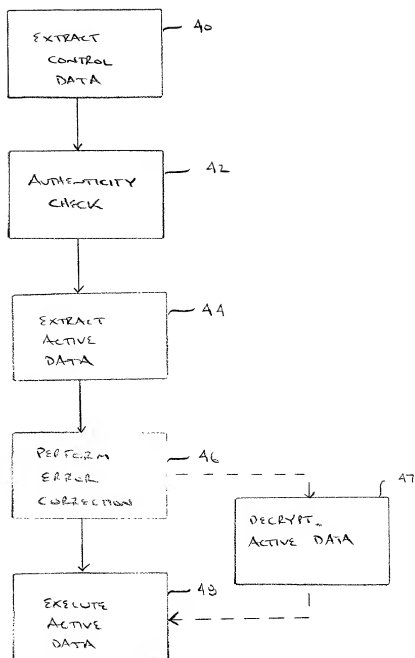 EXTRACT
CONTROL
DATA
40
AUTHENTICITY
CHECK
42
EXTRACT
ACTIVE
DATA
44
PERFORM
ERROR
CORRECTION
46
DECRYPT
ACTIVE DATA
47
EXECUTE
ACTIVE
DATA
48